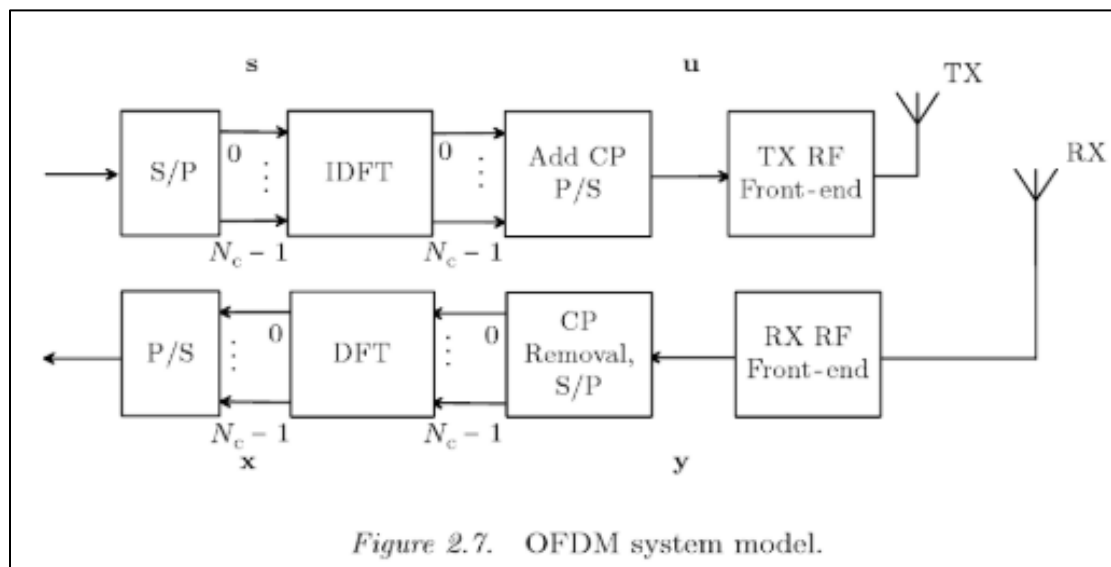 s
u
TX
RX
S/P
0
⋮
N_c − 1
IDFT
0
⋮
N_c − 1
Add CP
P/S
TX RF
Front-end
P/S
0
⋮
N_c − 1
DFT
0
⋮
N_c − 1
CP
Removal,
S/P
RX RF
Front-end
x
y
Figure 2.7. OFDM system model.